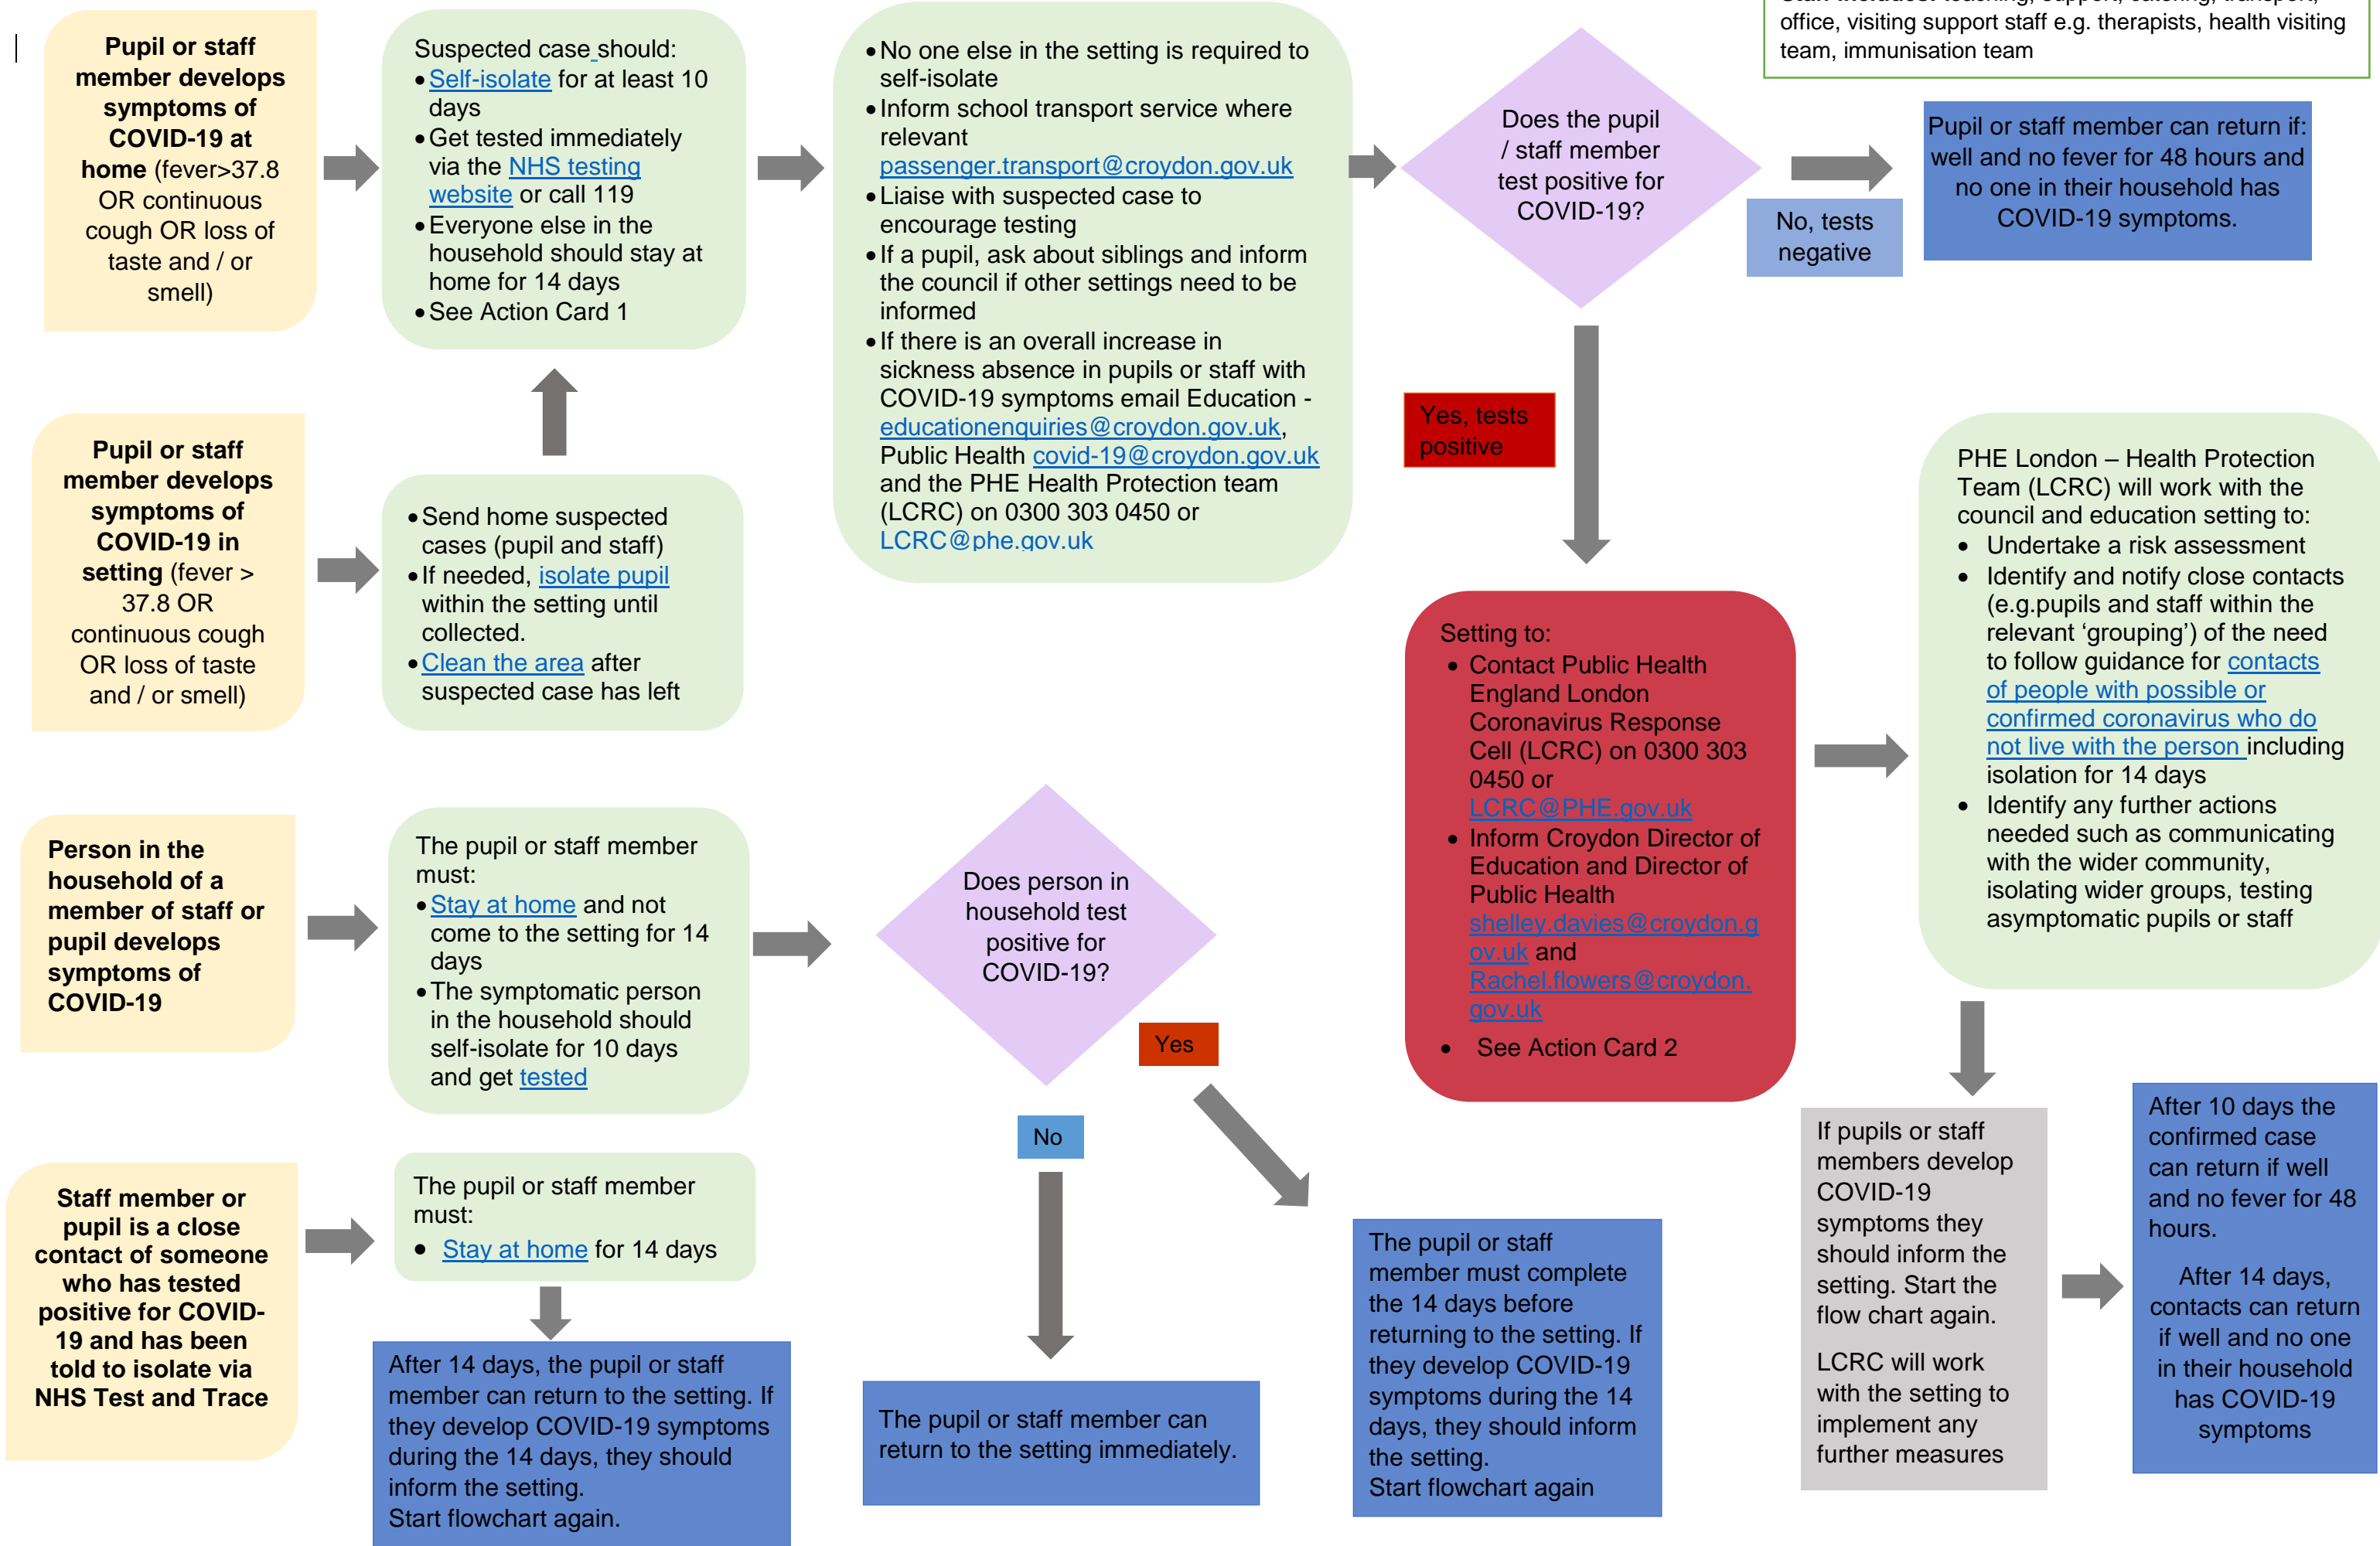 Staff includes: teaching, support, catering, transport,
office, visiting support staff e.g. therapists, health visiting
team, immunisation team
Pupil or staff
member develops
symptoms of
COVID-19 at
home (fever>37.8
OR continuous
cough OR loss of
taste and / or
smell)
Suspected case should:
• Self-isolate for at least 10
days
• Get tested immediately
via the NHS testing
website or call 119
• Everyone else in the
household should stay at
home for 14 days
• See Action Card 1
• No one else in the setting is required to
self-isolate
• Inform school transport service where
relevant
passenger.transport@croydon.gov.uk
• Liaise with suspected case to
encourage testing
• If a pupil, ask about siblings and inform
the council if other settings need to be
informed
• If there is an overall increase in
sickness absence in pupils or staff with
COVID-19 symptoms email Education -
educationenquiries@croydon.gov.uk,
Public Health covid-19@croydon.gov.uk
and the PHE Health Protection team
(LCRC) on 0300 303 0450 or
LCRC@phe.gov.uk
Does the pupil
/ staff member
test positive for
COVID-19?
No, tests
negative
Pupil or staff member can return if:
well and no fever for 48 hours and
no one in their household has
COVID-19 symptoms.
Yes, tests
positive
Pupil or staff
member develops
symptoms of
COVID-19 in
setting (fever >
37.8 OR
continuous cough
OR loss of taste
and / or smell)
• Send home suspected
cases (pupil and staff)
• If needed, isolate pupil
within the setting until
collected.
• Clean the area after
suspected case has left
Setting to:
• Contact Public Health
England London
Coronavirus Response
Cell (LCRC) on 0300 303
0450 or
LCRC@PHE.gov.uk
• Inform Croydon Director of
Education and Director of
Public Health
shelley.davies@croydon.g
ov.uk and
Rachel.flowers@croydon.
gov.uk
• See Action Card 2
PHE London – Health Protection
Team (LCRC) will work with the
council and education setting to:
• Undertake a risk assessment
• Identify and notify close contacts
(e.g.pupils and staff within the
relevant ‘grouping’) of the need
to follow guidance for contacts
of people with possible or
confirmed coronavirus who do
not live with the person including
isolation for 14 days
• Identify any further actions
needed such as communicating
with the wider community,
isolating wider groups, testing
asymptomatic pupils or staff
Person in the
household of a
member of staff or
pupil develops
symptoms of
COVID-19
The pupil or staff member
must:
• Stay at home and not
come to the setting for 14
days
• The symptomatic person
in the household should
self-isolate for 10 days
and get tested
Does person in
household test
positive for
COVID-19?
Yes
No
Staff member or
pupil is a close
contact of someone
who has tested
positive for COVID-
19 and has been
told to isolate via
NHS Test and Trace
The pupil or staff member
must:
• Stay at home for 14 days
After 14 days, the pupil or staff
member can return to the setting. If
they develop COVID-19 symptoms
during the 14 days, they should
inform the setting.
Start flowchart again.
The pupil or staff member can
return to the setting immediately.
The pupil or staff
member must complete
the 14 days before
returning to the setting. If
they develop COVID-19
symptoms during the 14
days, they should inform
the setting.
Start flowchart again
If pupils or staff
members develop
COVID-19
symptoms they
should inform the
setting. Start the
flow chart again.
LCRC will work
with the setting to
implement any
further measures
After 10 days the
confirmed case
can return if well
and no fever for 48
hours.
After 14 days,
contacts can return
if well and no one
in their household
has COVID-19
symptoms